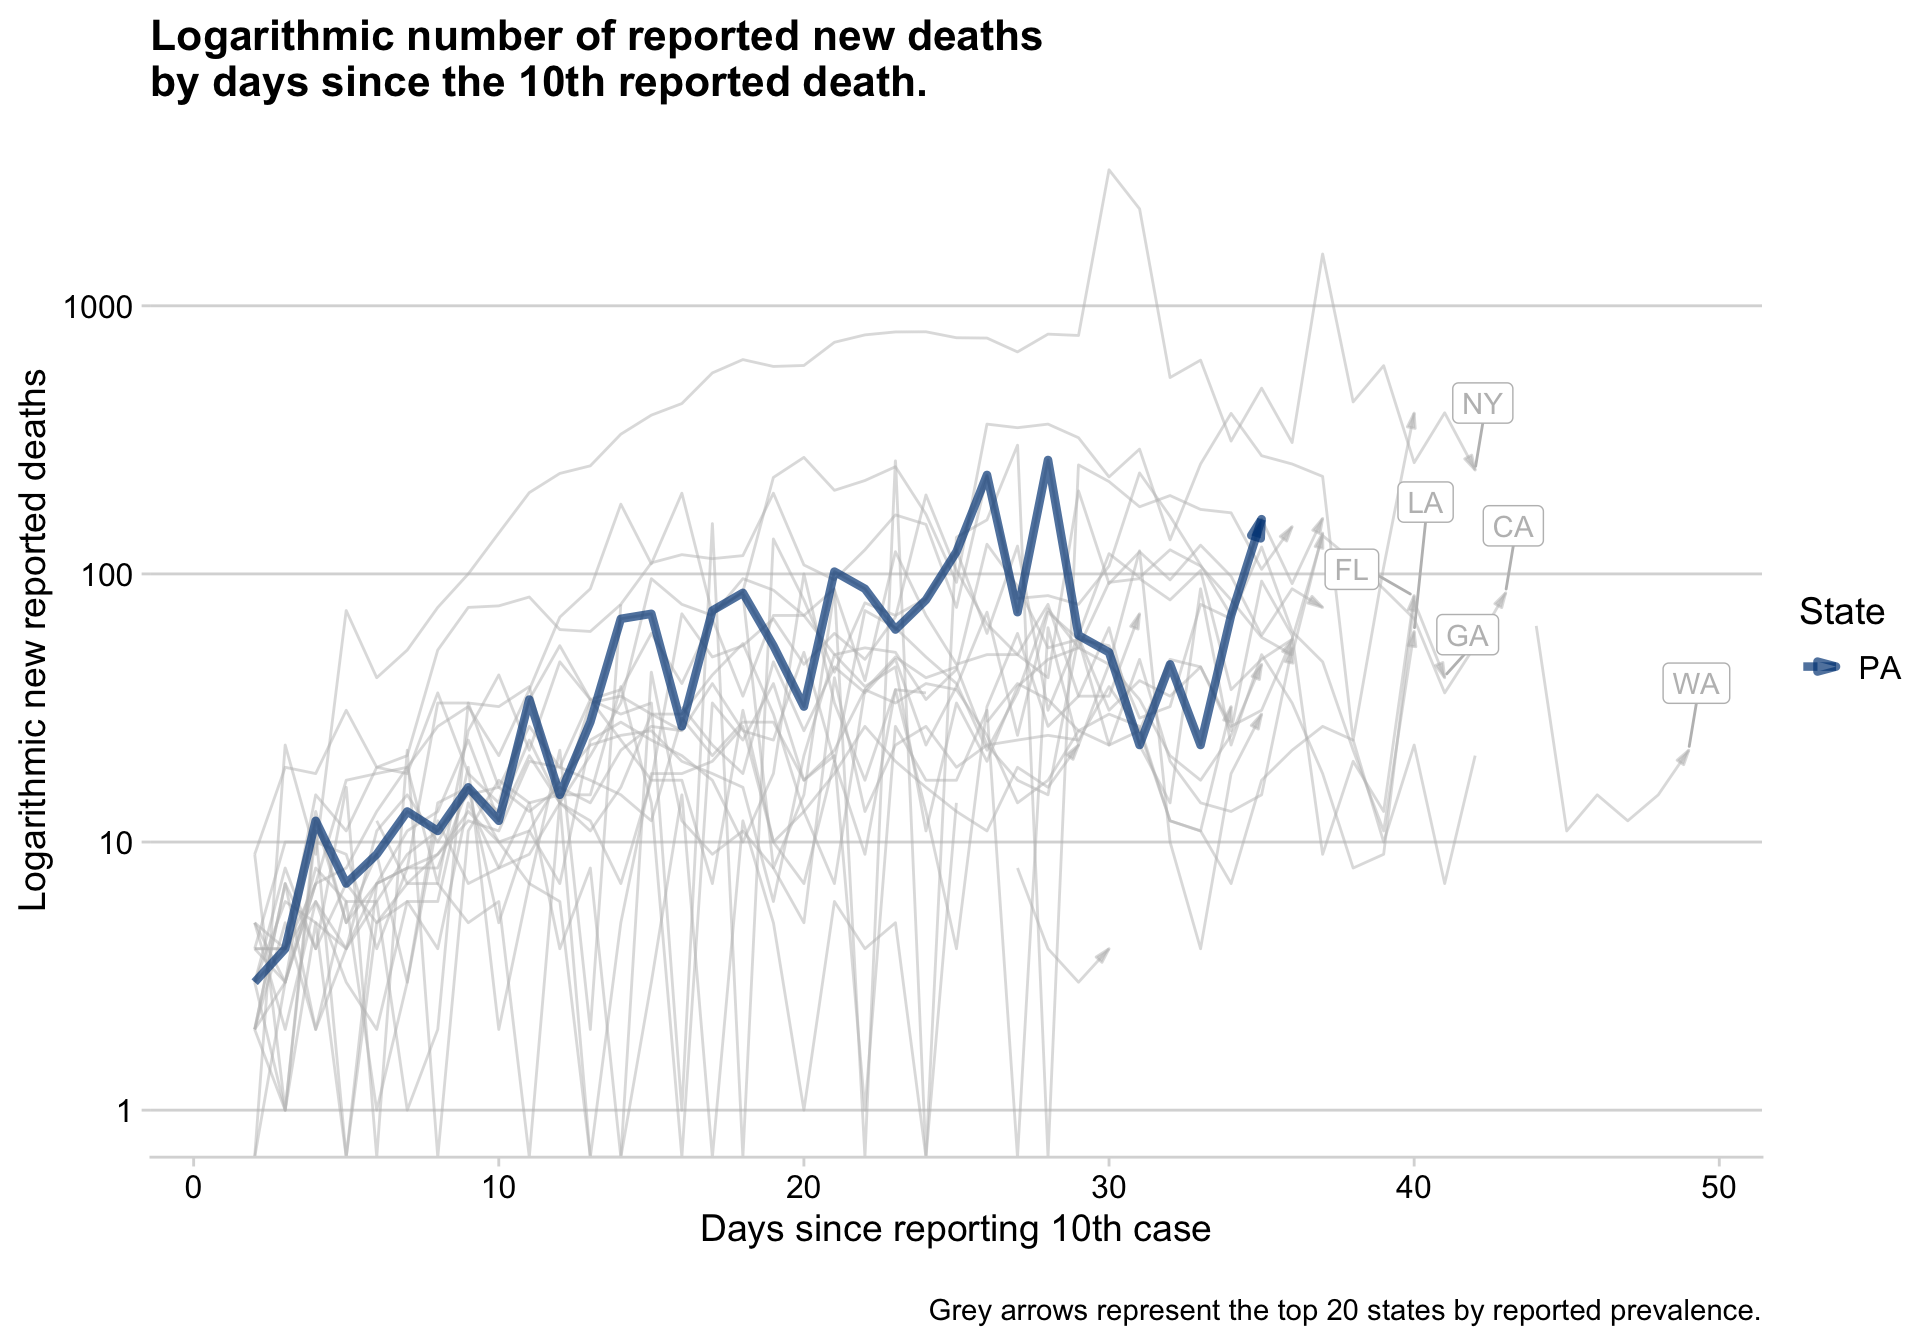 Logarithmic number of reported new deaths
by days since the 10th reported death.
Logarithmic new reported deaths
1000
100
10
1
NY
LA
CA
FL
GA
WA
State
PA
0 10 20 30 40 50
Days since reporting 10th case
Grey arrows represent the top 20 states by reported prevalence.